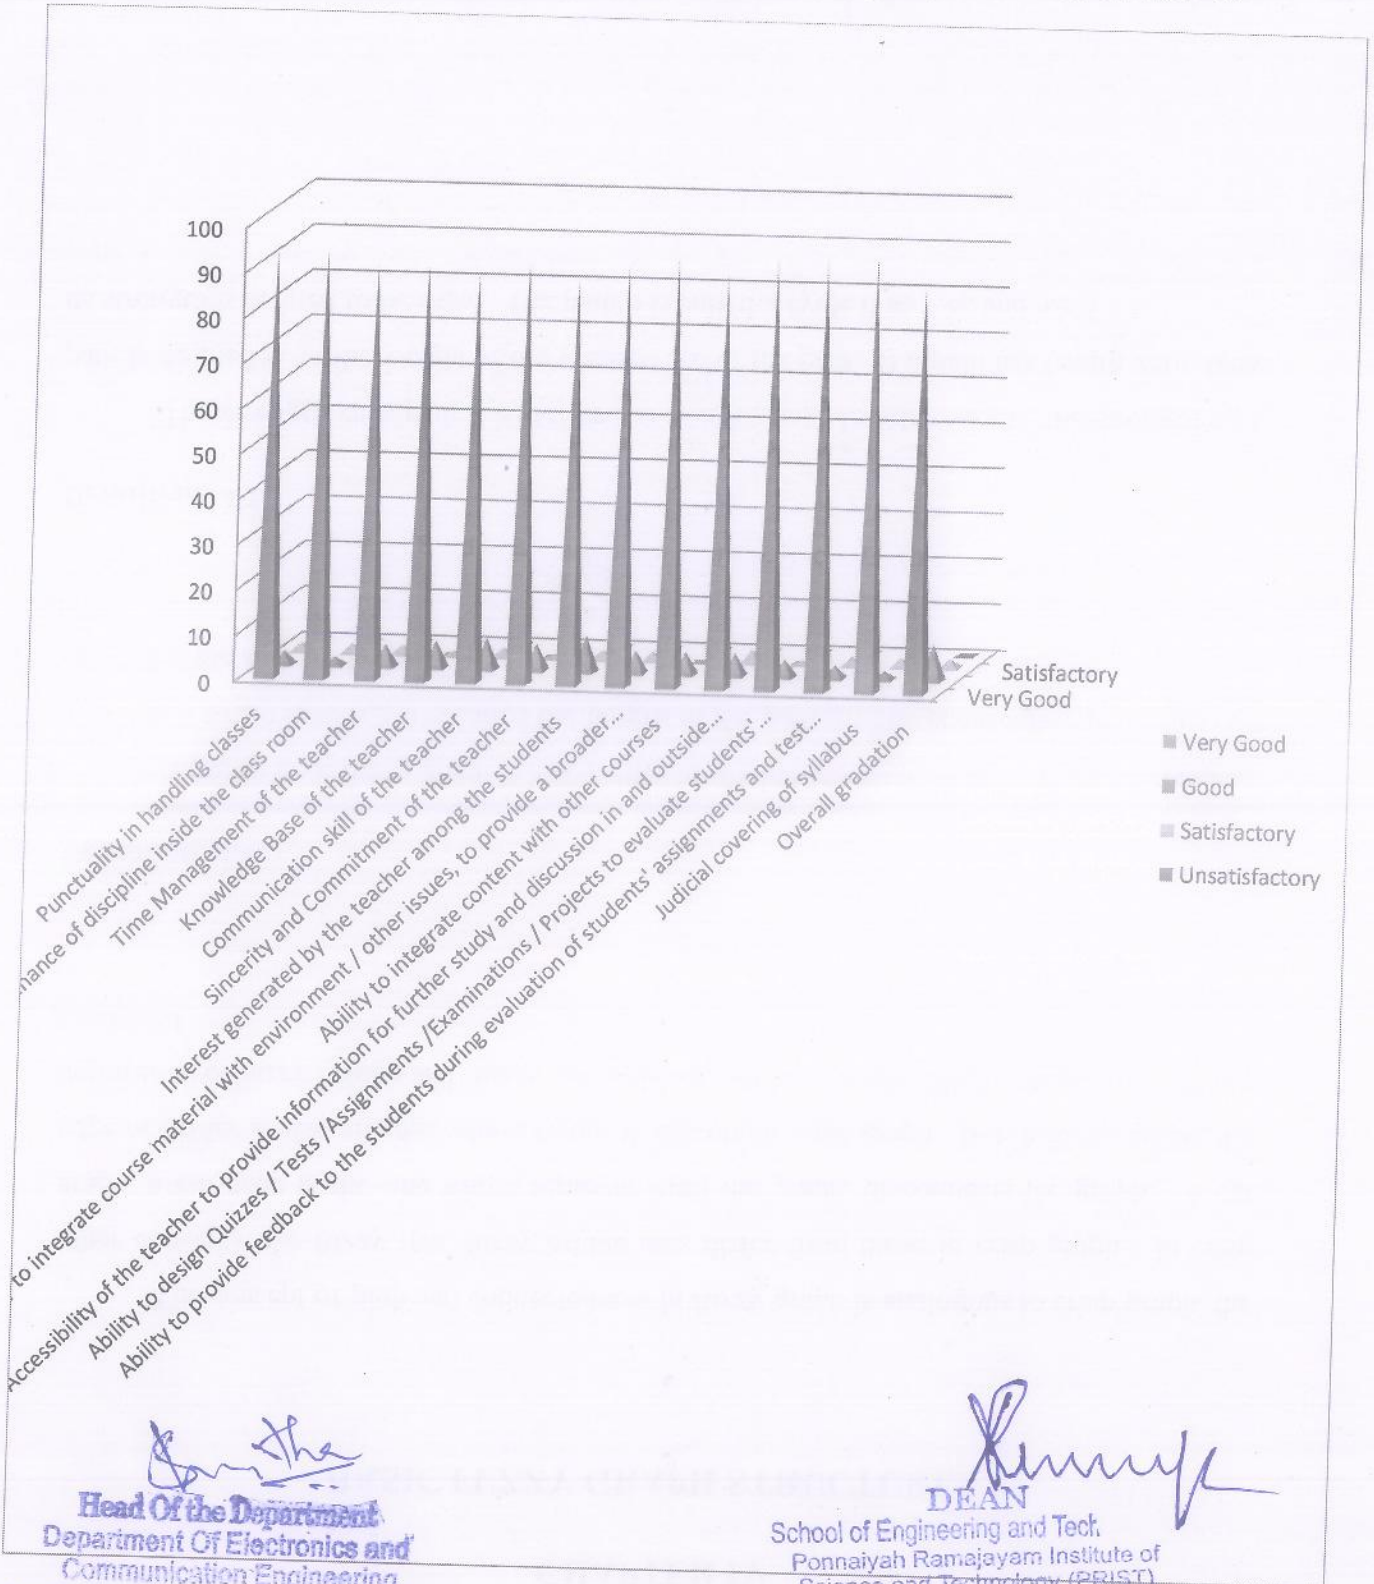 100
90
80
70
60
50
40
30
20
10
0
Satisfactory
Very Good
Very Good
Good
Satisfactory
Unsatisfactory
Punctuality in handling classes
of discipline inside the class room
Time Management of the teacher
Knowledge Base of the teacher
Communication skill of the teacher
Sincerity and Commitment of the teacher
Interest generated by the teacher among the students
to integrate course material with environment / other issues, to provide a broader...
Ability to integrate content with other courses
Accessibility of the teacher to provide information for further study and discussion in and outside...
Ability to design Quizzes / Tests /Assignments /Examinations / Projects to evaluate students'...
Ability to provide feedback to the students during evaluation of students' assignments and test...
Judicial covering of syllabus
Overall gradation
Head Of the Department
Department Of Electronics and
Communication Engineering
DEAN
School of Engineering and Tech.
Ponnaiyah Ramajayam Institute of
Science and Technology (PRIST)